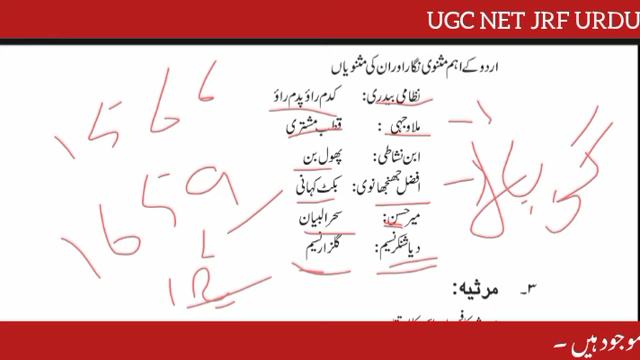 UGC NET JRF URDU
اردو کے اہم مثنوی نگار اور ان کی مثنویاں
نظامی بیدری: کدم راؤ پدم راؤ
ملا وجہی: قطب مشتری
ابن نشاطی: پھول بن
افضل جھنجھانوی: بکٹ کہانی
میر حسن: سحر البیان
دیا شنکر نسیم: گلزار نسیم
۳۔ مرثیہ:
1566
1659
موجود ہیں ۔